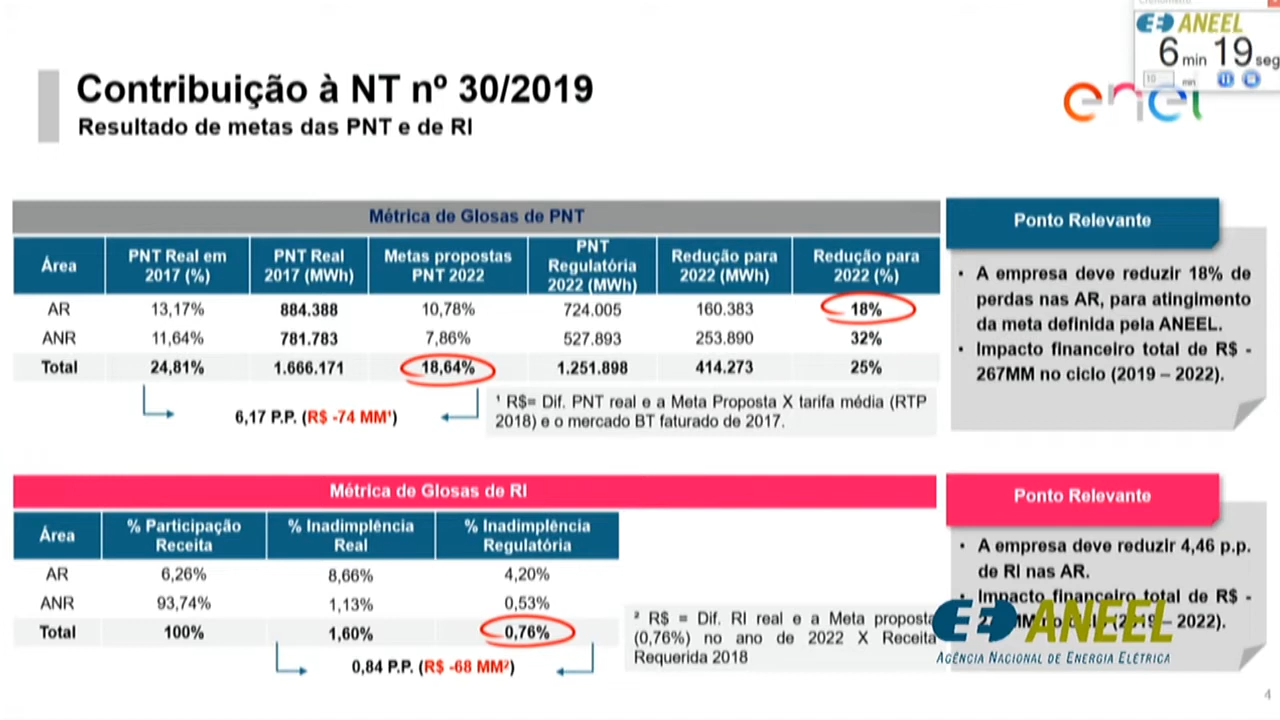 Cronômetro
ANEEL
6 min 19 seg
10 min
Contribuição à NT nº 30/2019
Resultado de metas das PNT e de RI
enel
Métrica de Glosas de PNT
Área PNT Real em 2017 (%) PNT Real 2017 (MWh) Metas propostas PNT 2022 PNT Regulatória 2022 (MWh) Redução para 2022 (MWh) Redução para 2022 (%)
AR 13,17% 884.388 10,78% 724.005 160.383 18%
ANR 11,64% 781.783 7,86% 527.893 253.890 32%
Total 24,81% 1.666.171 18,64% 1.251.898 414.273 25%
6,17 P.P. (R$ -74 MM¹)
¹ R$= Dif. PNT real e a Meta Proposta X tarifa média (RTP
2018) e o mercado BT faturado de 2017.
Ponto Relevante
• A empresa deve reduzir 18% de
perdas nas AR, para atingimento
da meta definida pela ANEEL.
• Impacto financeiro total de R$ -
267MM no ciclo (2019 – 2022).
Métrica de Glosas de RI
Área % Participação Receita % Inadimplência Real % Inadimplência Regulatória
AR 6,26% 8,66% 4,20%
ANR 93,74% 1,13% 0,53%
Total 100% 1,60% 0,76%
0,84 P.P. (R$ -68 MM²)
² R$ = Dif. RI real e a Meta proposta
(0,76%) no ano de 2022 X Receita
Requerida 2018
Ponto Relevante
• A empresa deve reduzir 4,46 p.p.
de RI nas AR.
• Impacto financeiro total de R$ -
no ciclo (2019 – 2022).
ANEEL
AGÊNCIA NACIONAL DE ENERGIA ELÉTRICA
4